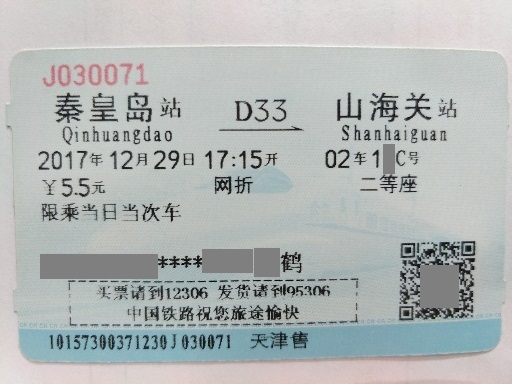 J030071
秦皇岛站 D33 山海关站
Qinhuangdao Shanhaiguan
2017年12月29日 17:15开 02车1 C号
¥5.5元 网折 二等座
限乘当日当次车
**** 鹤
买票请到12306 发货请到95306
中国铁路祝您旅途愉快
10157300371230J030071 天津售